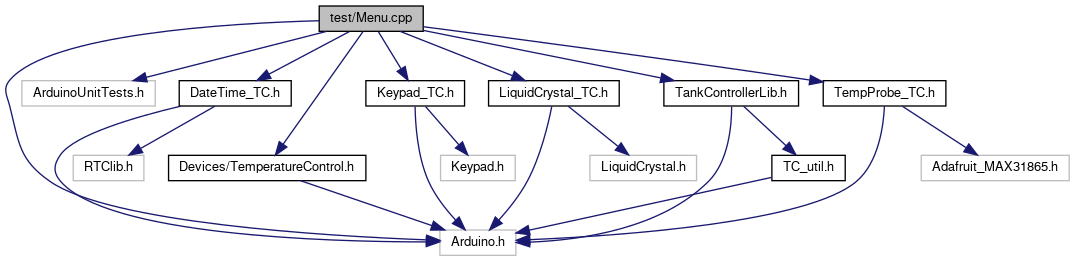 test/Menu.cpp
ArduinoUnitTests.h
DateTime_TC.h
Keypad_TC.h
LiquidCrystal_TC.h
TankControllerLib.h
TempProbe_TC.h
RTClib.h
Devices/TemperatureControl.h
Keypad.h
LiquidCrystal.h
TC_util.h
Adafruit_MAX31865.h
Arduino.h